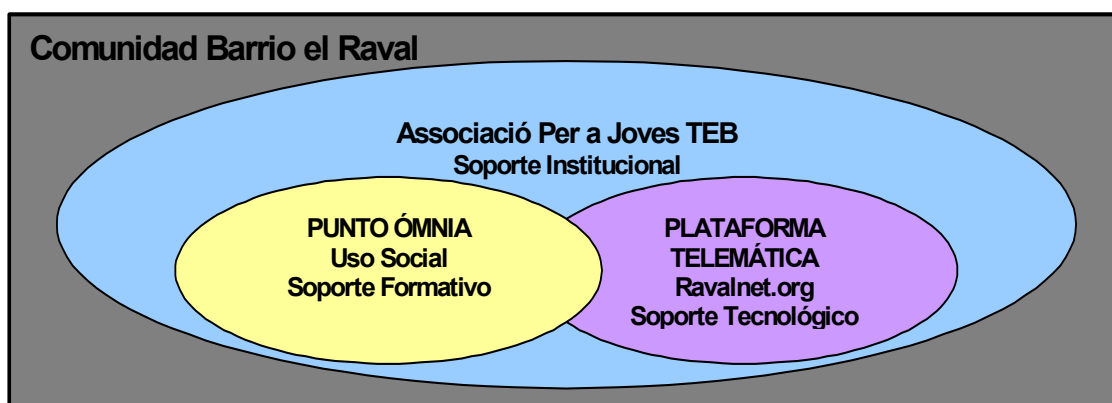 Comunidad Barrio el Raval
Associació Per a Joves TEB
Soporte Institucional
PUNTO ÓMNIA
Uso Social
Soporte Formativo
PLATAFORMA
TELEMÁTICA
Ravalnet.org
Soporte Tecnológico